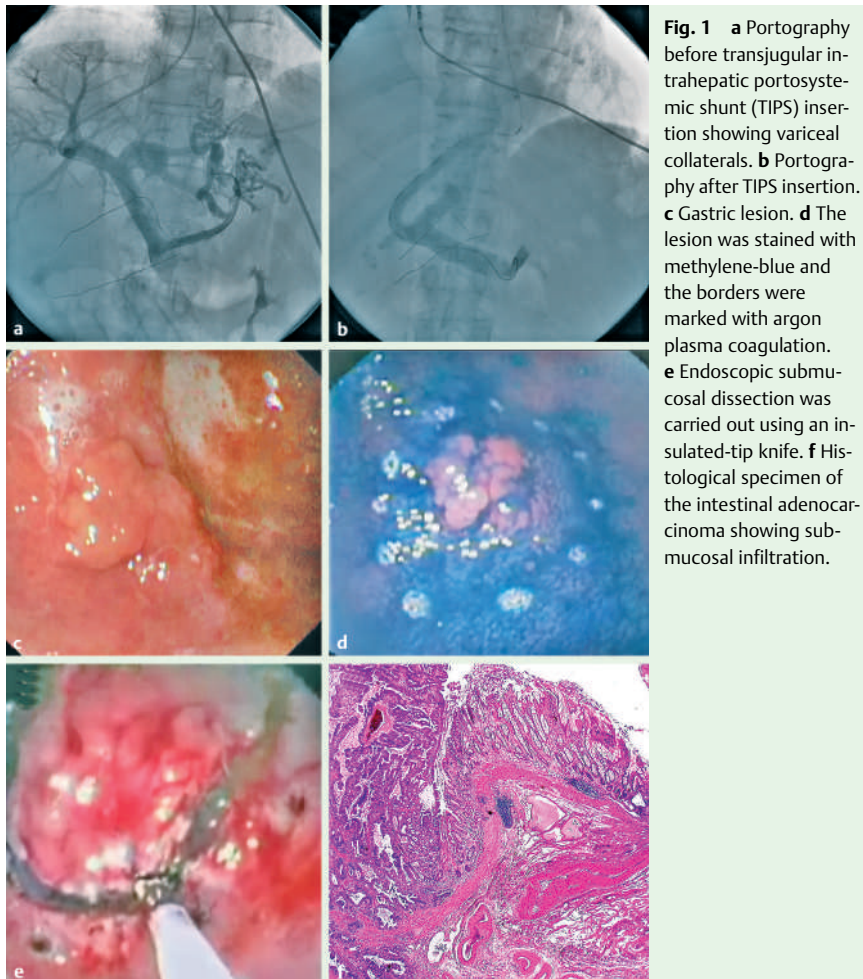 Fig. 1 a Portography
before transjugular in-
trahepatic portosyste-
mic shunt (TIPS) inser-
tion showing variceal
collaterals. b Portogra-
phy after TIPS insertion.
c Gastric lesion. d The
lesion was stained with
methylene-blue and
the borders were
marked with argon
plasma coagulation.
e Endoscopic submu-
cosal dissection was
carried out using an in-
sulated-tip knife. f His-
tological specimen of
the intestinal adenocar-
cinoma showing sub-
mucosal infiltration.
a
b
c
d
e
f